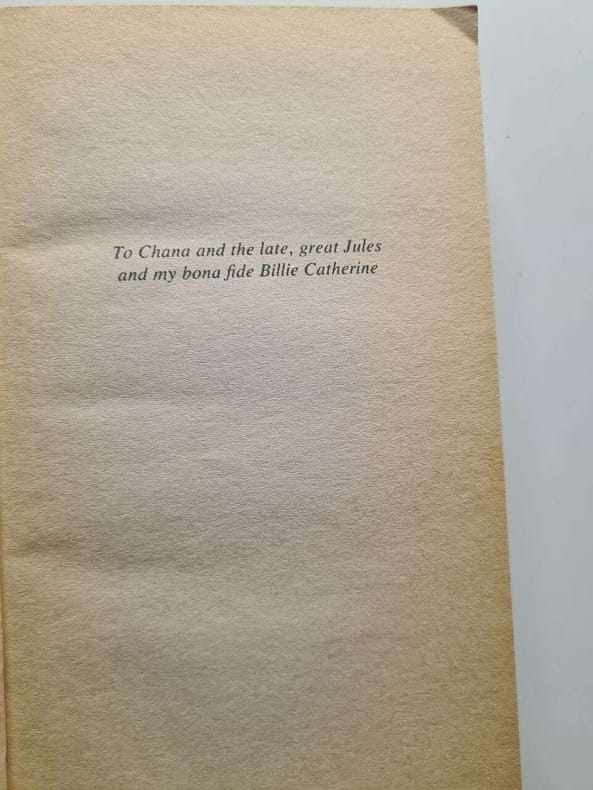 To Chana and the late, great Jules
and my bona fide Billie Catherine